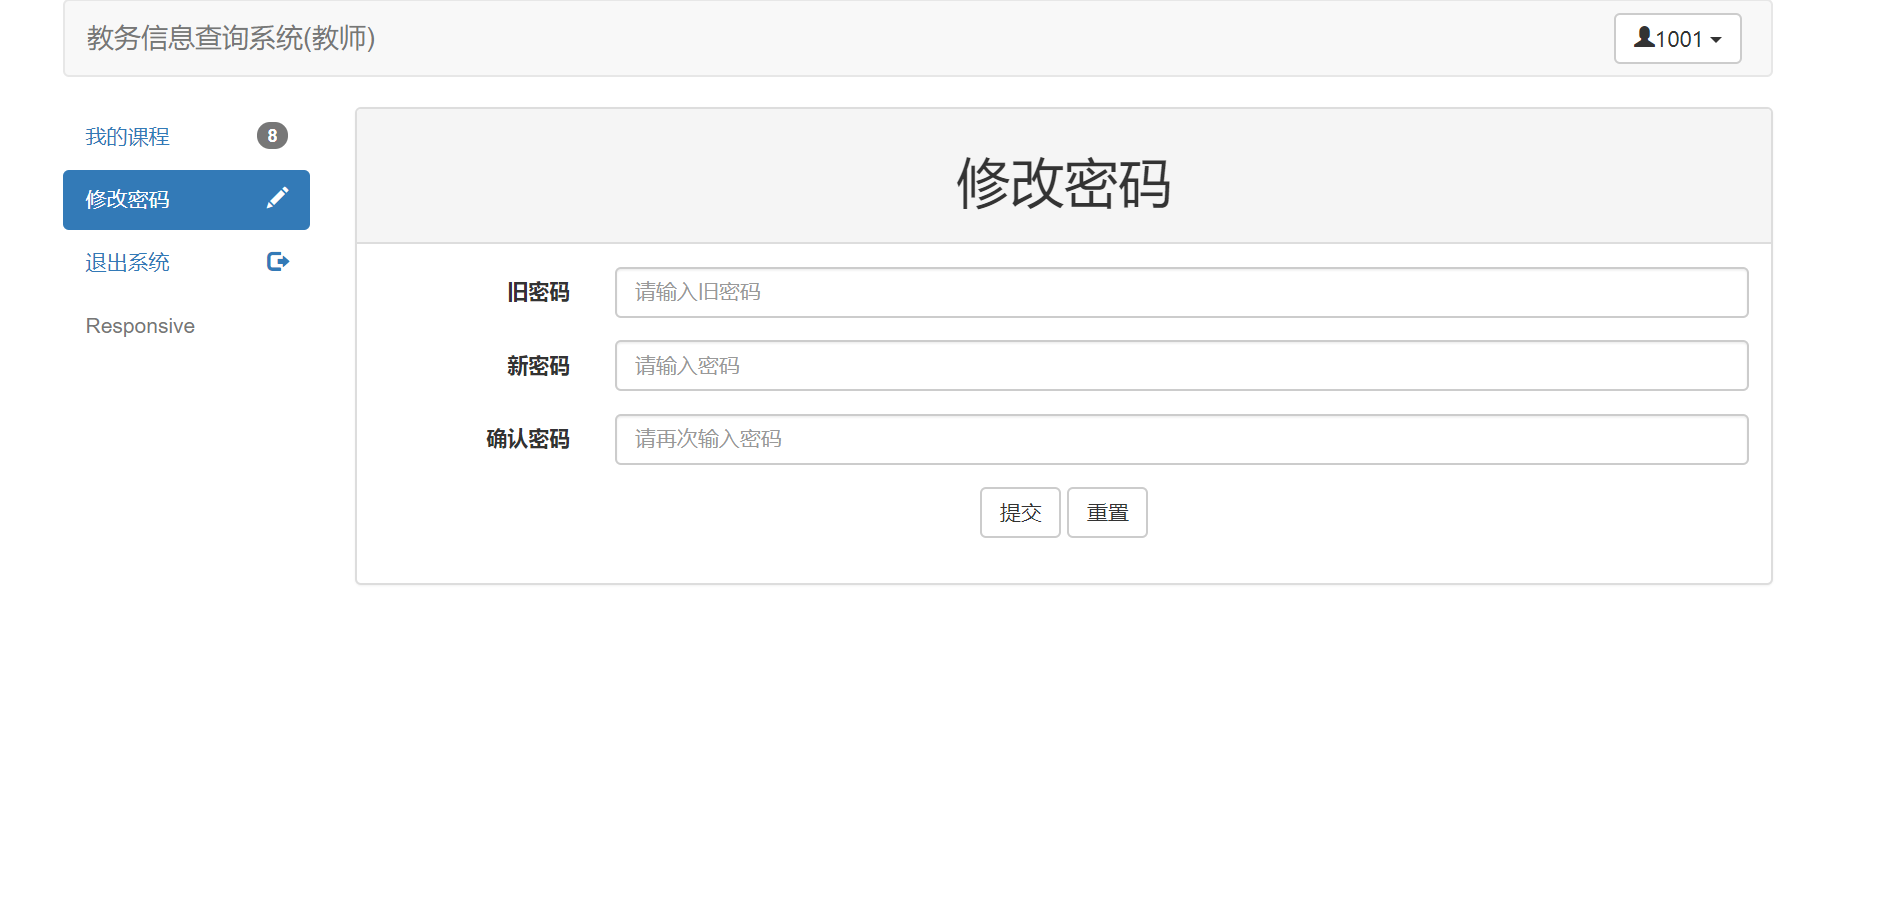 教务信息查询系统(教师)
1001
我的课程 8
修改密码
退出系统
Responsive
修改密码
旧密码 请输入旧密码
新密码 请输入密码
确认密码 请再次输入密码
提交 重置